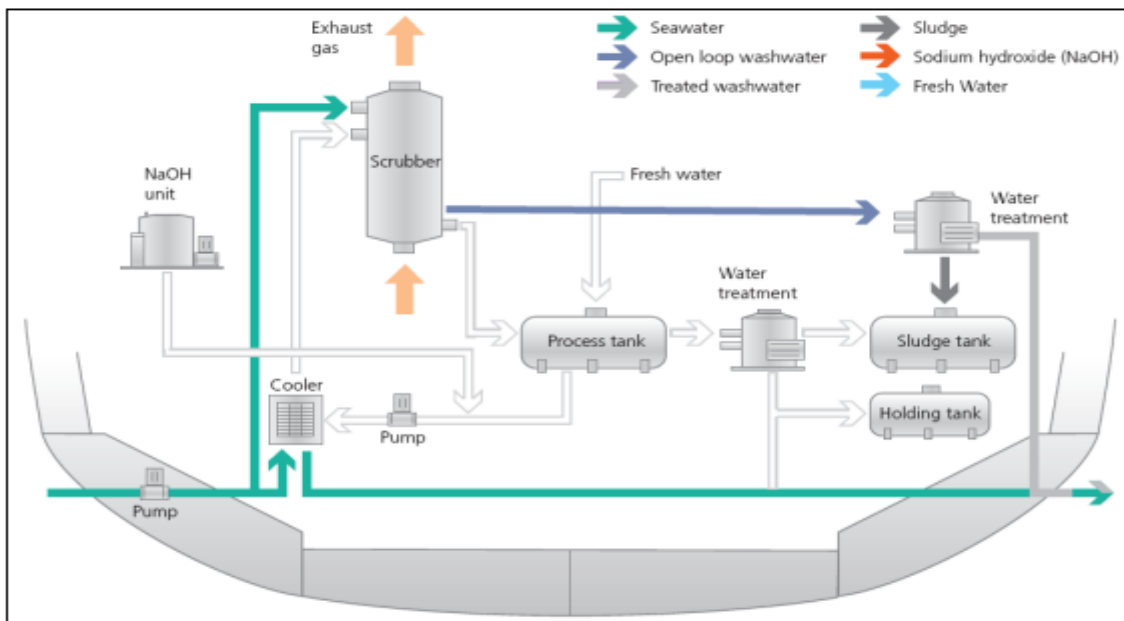 Exhaust
gas
Seawater
Open loop washwater
Treated washwater
Sludge
Sodium hydroxide (NaOH)
Fresh Water
NaOH
unit
Scrubber
Fresh water
Water
treatment
Water
treatment
Process tank
Sludge tank
Cooler
Pump
Holding tank
Pump